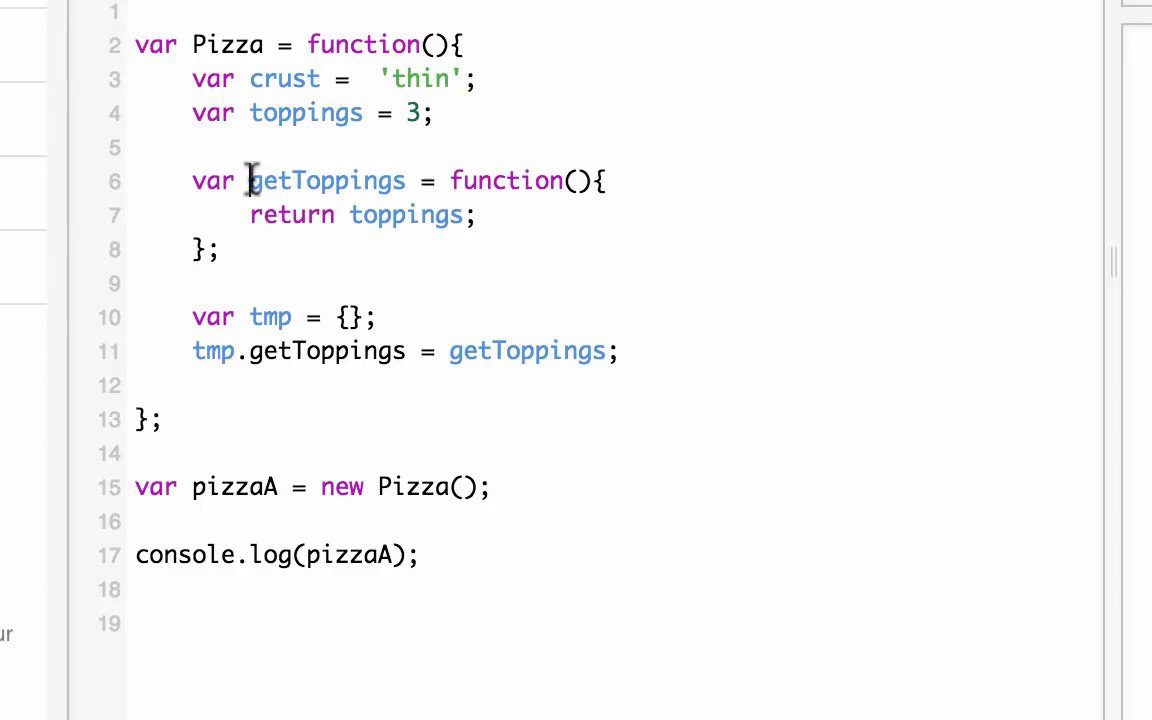 1
2 var Pizza = function(){
3 var crust =  'thin';
4 var toppings = 3;
5
6 var getToppings = function(){
7 return toppings;
8 };
9
10 var tmp = {};
11 tmp.getToppings = getToppings;
12
13 };
14
15 var pizzaA = new Pizza();
16
17 console.log(pizzaA);
18
19
ur